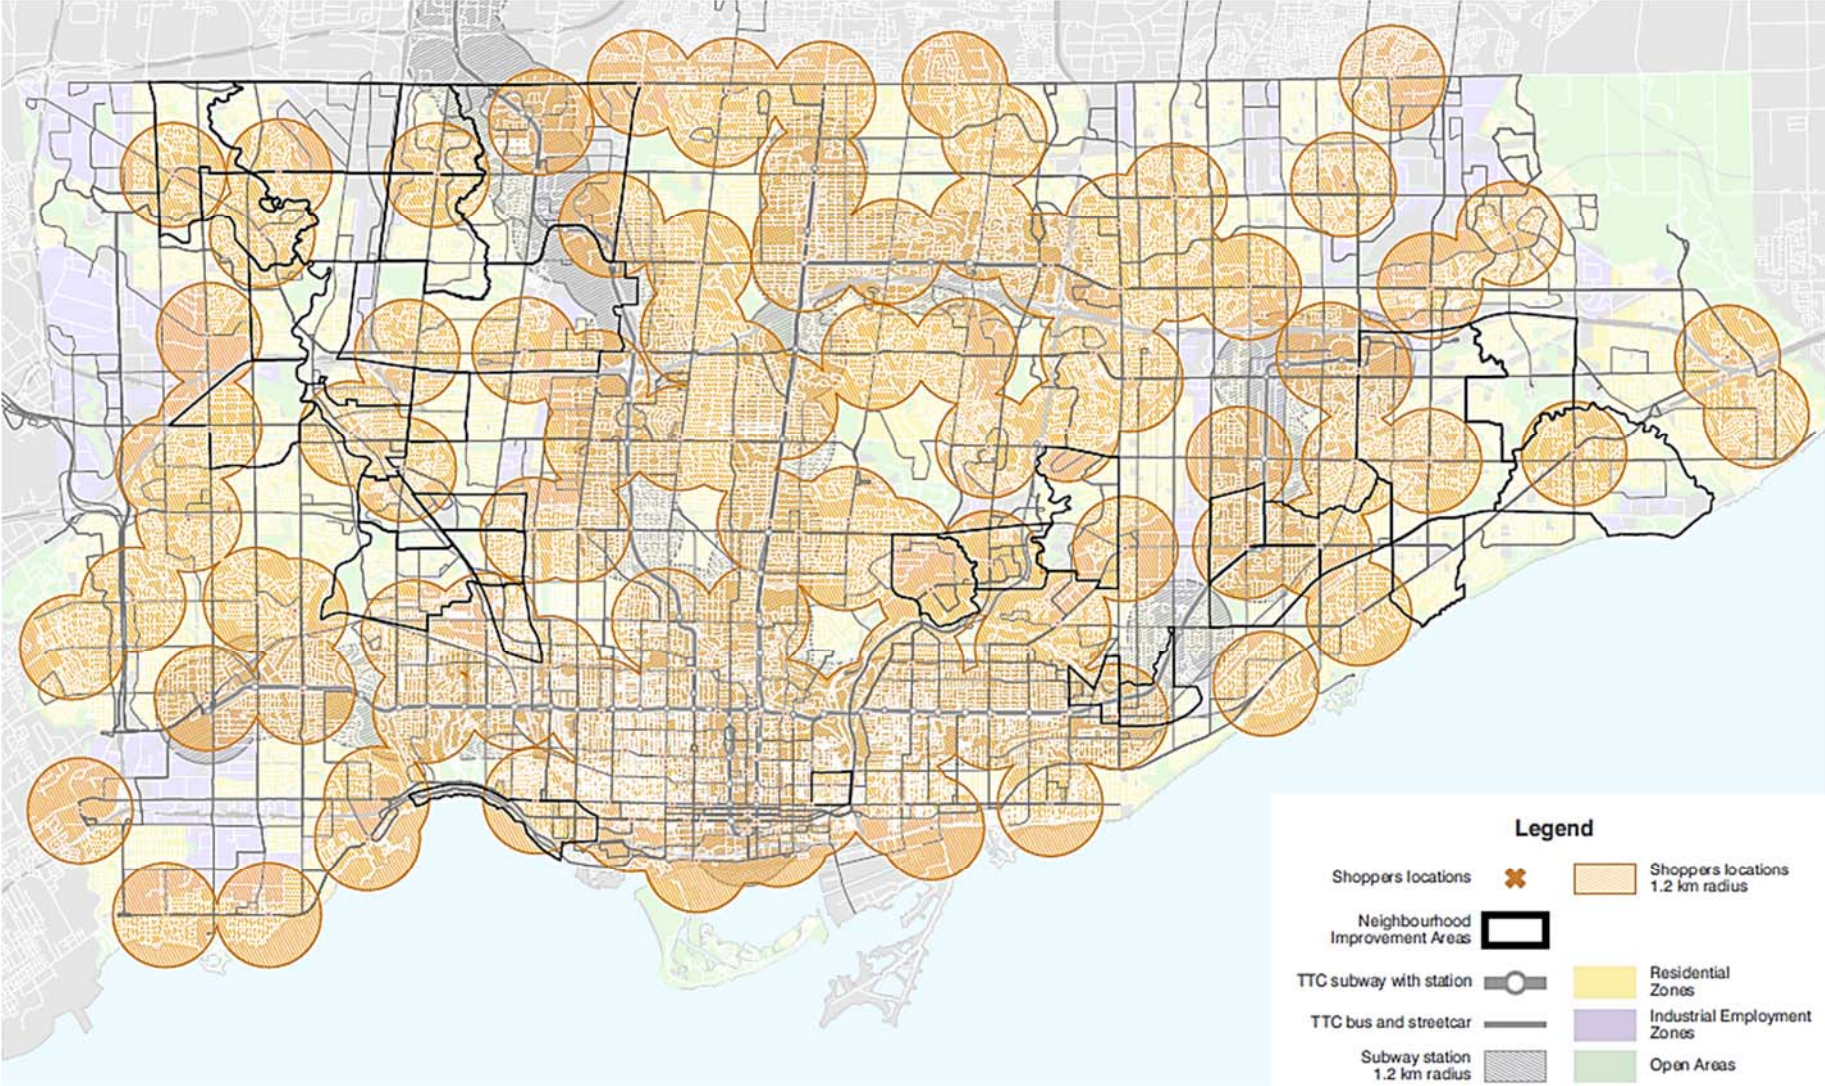 Legend
Shoppers locations
Shoppers locations
1.2 km radius
Neighbourhood
Improvement Areas
TTC subway with station
Residential
Zones
TTC bus and streetcar
Industrial Employment
Zones
Subway station
1.2 km radius
Open Areas